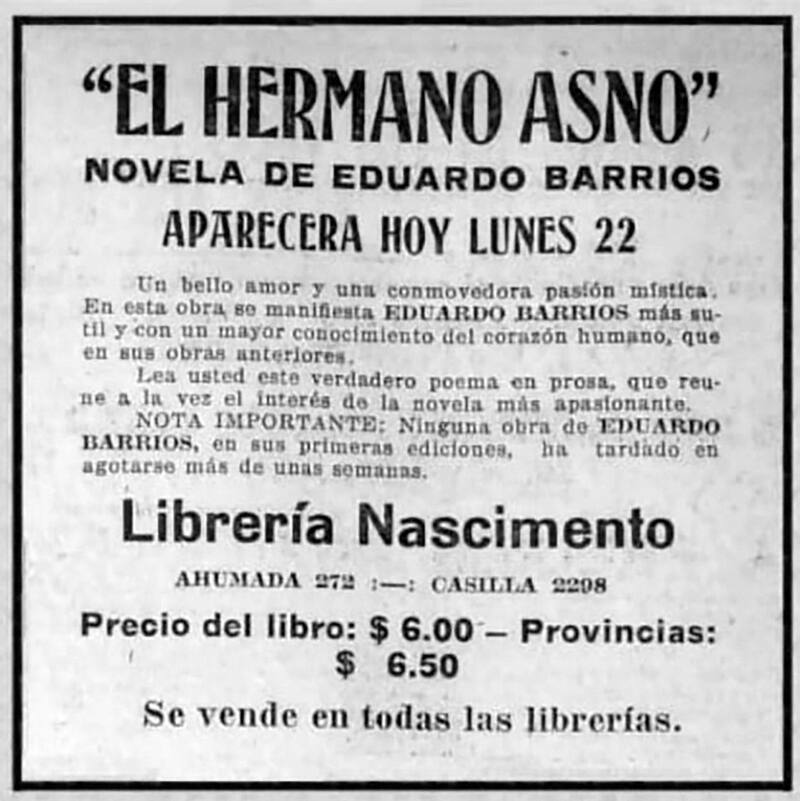 “EL HERMANO ASNO”
NOVELA DE EDUARDO BARRIOS
APARECERA HOY LUNES 22
Un bello amor y una conmovedora pasión mística.
En esta obra se manifiesta EDUARDO BARRIOS más su-
til y con un mayor conocimiento del corazón humano, que
en sus obras anteriores.
Lea usted este verdadero poema en prosa, que reu-
ne a la vez el interés de la novela más apasionante.
NOTA IMPORTANTE: Ninguna obra de EDUARDO
BARRIOS, en sus primeras ediciones, ha tardado en
agotarse más de unas semanas.
Librería Nascimento
AHUMADA 272 :—: CASILLA 2298
Precio del libro: $ 6.00 – Provincias:
$ 6.50
Se vende en todas las librerías.